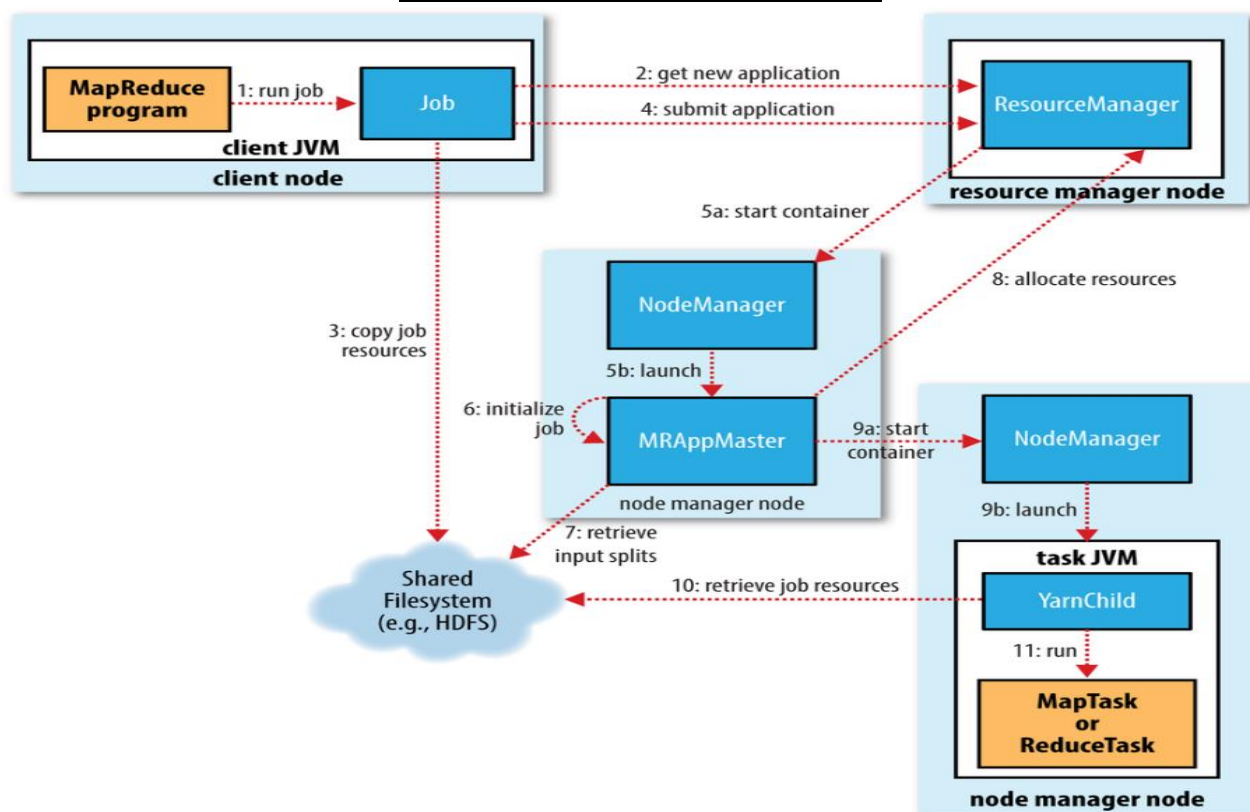 MapReduce
program
1: run job
Job
client JVM
client node
2: get new application
4: submit application
ResourceManager
resource manager node
5a: start container
8: allocate resources
3: copy job
resources
NodeManager
5b: launch
6: initialize
job
MRAppMaster
node manager node
9a: start
container
NodeManager
9b: launch
7: retrieve
input splits
Shared
Filesystem
(e.g., HDFS)
10: retrieve job resources
task JVM
YarnChild
11: run
MapTask
or
ReduceTask
node manager node